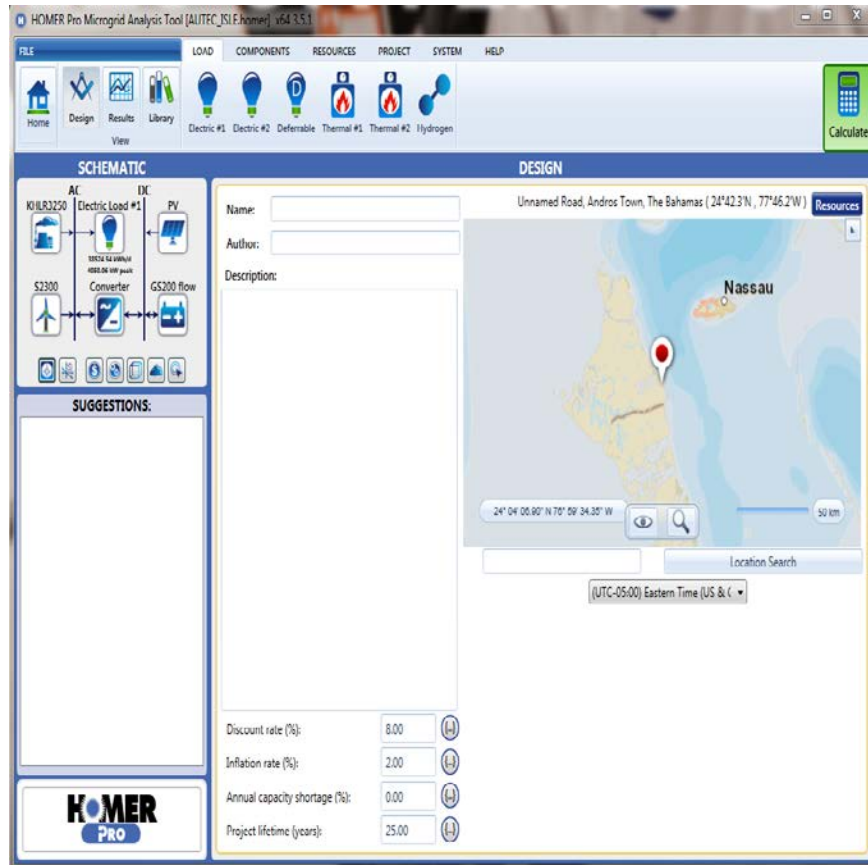 HOMER Pro Microgrid Analysis Tool [AUTEC_ISLE.homer] x64 3.5.1
FILE
LOAD COMPONENTS RESOURCES PROJECT SYSTEM HELP
Home Design Results Library Electric #1 Electric #2 Deferrable Thermal #1 Thermal #2 Hydrogen Calculate
View
SCHEMATIC
AC DC
KHLR3250 Electric Load #1 PV
4080.06 kW peak
S2300 Converter GS200 flow
SUGGESTIONS:
HOMER
PRO
DESIGN
Name:
Author:
Description:
Discount rate (%): 8.00
Inflation rate (%): 2.00
Annual capacity shortage (%): 0.00
Project lifetime (years): 25.00
Unnamed Road, Andros Town, The Bahamas ( 24°42.3'N , 77°46.2'W ) Resources
Nassau
24° 04' 06.90" N 76° 59' 34.35" W
50 km
Location Search
(UTC-05:00) Eastern Time (US & (